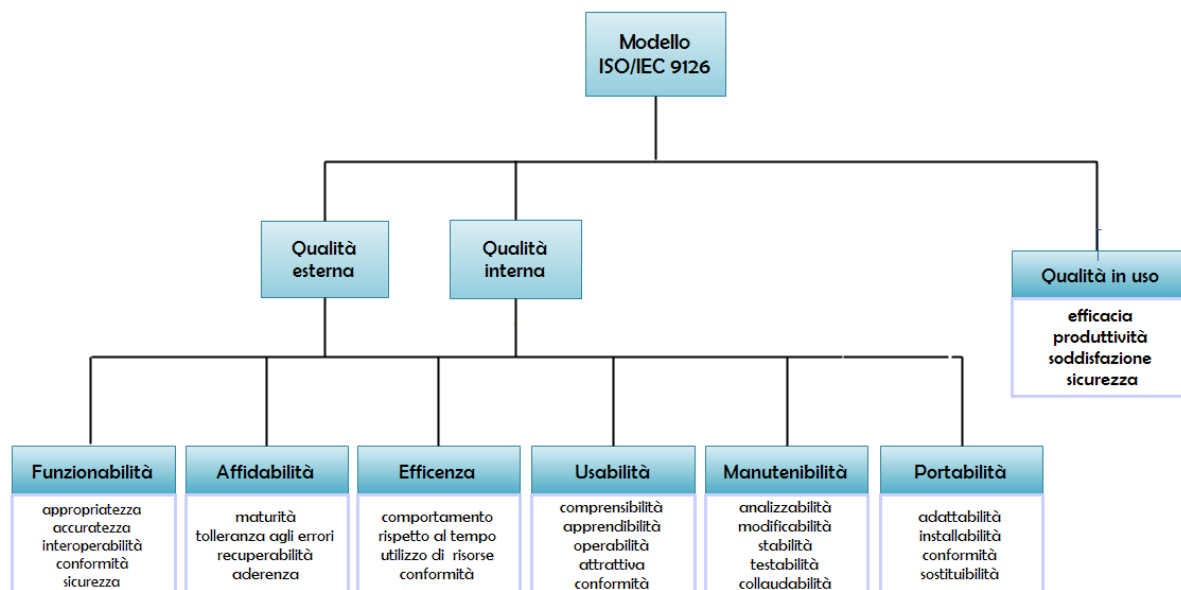 Modello
ISO/IEC 9126
Qualità
esterna
Qualità
interna
Qualità in uso
efficacia
produttività
soddisfazione
sicurezza
Funzionabilità
appropriatezza
accuratezza
interoperabilità
conformità
sicurezza
Affidabilità
maturità
tolleranza agli errori
recuperabilità
aderenza
Efficenza
comportamento
rispetto al tempo
utilizzo di risorse
conformità
Usabilità
comprensibilità
apprendibilità
operabilità
attrattiva
conformità
Manutenibilità
analizzabilità
modificabilità
stabilità
testabilità
collaudabilità
Portabilità
adattabilità
installabilità
conformità
sostituibilità